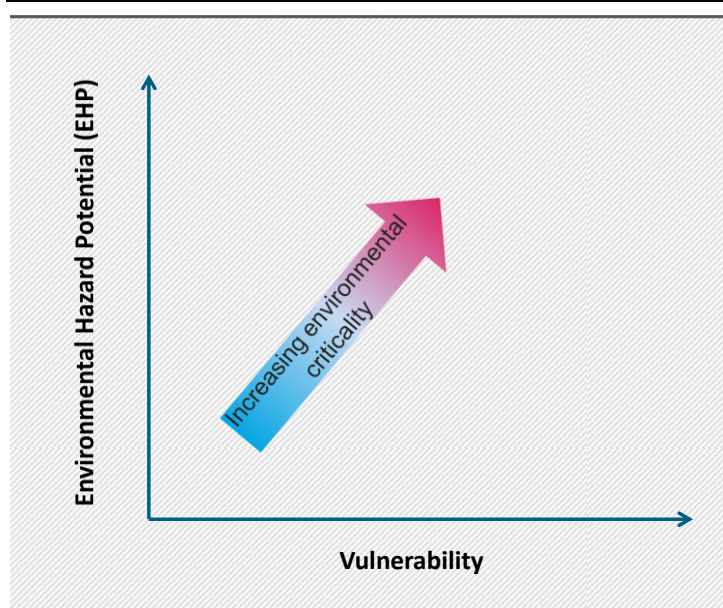 Environmental Hazard Potential (EHP)
Increasing environmental
criticality
Vulnerability